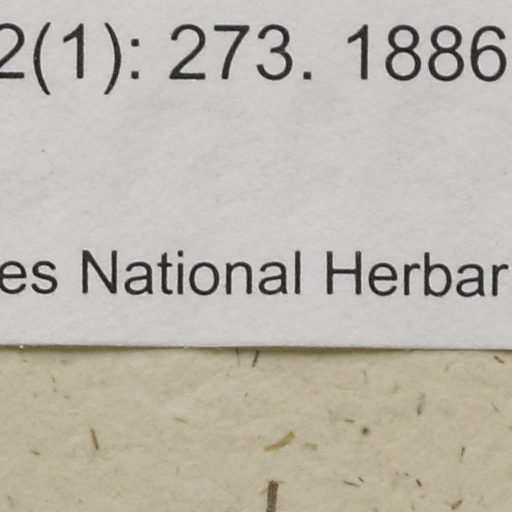 2(1): 273. 1886
es National Herbar